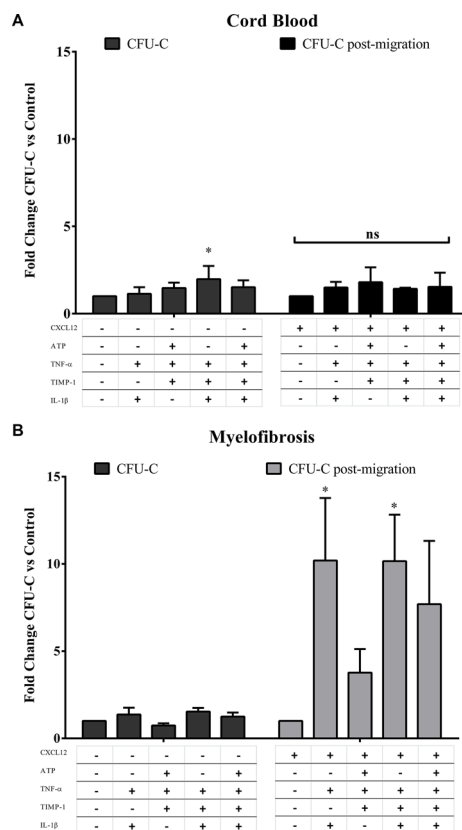 A
Cord Blood
CFU-C
CFU-C post-migration
Fold Change CFU-C vs Control
15
10
5
0
*
ns
CXCL12 - - - - - + + + + +
ATP - - + - + - - + - +
TNF-α - + + + + - + + + +
TIMP-1 - - + + + - - + + +
IL-1β - + - + + - + - + +
B
Myelofibrosis
CFU-C
CFU-C post-migration
Fold Change CFU-C vs Control
15
10
5
0
* *
CXCL12 - - - - - + + + + +
ATP - - + - + - - + - +
TNF-α - + + + + - + + + +
TIMP-1 - - + + + - - + + +
IL-1β - + - + + - + - + +